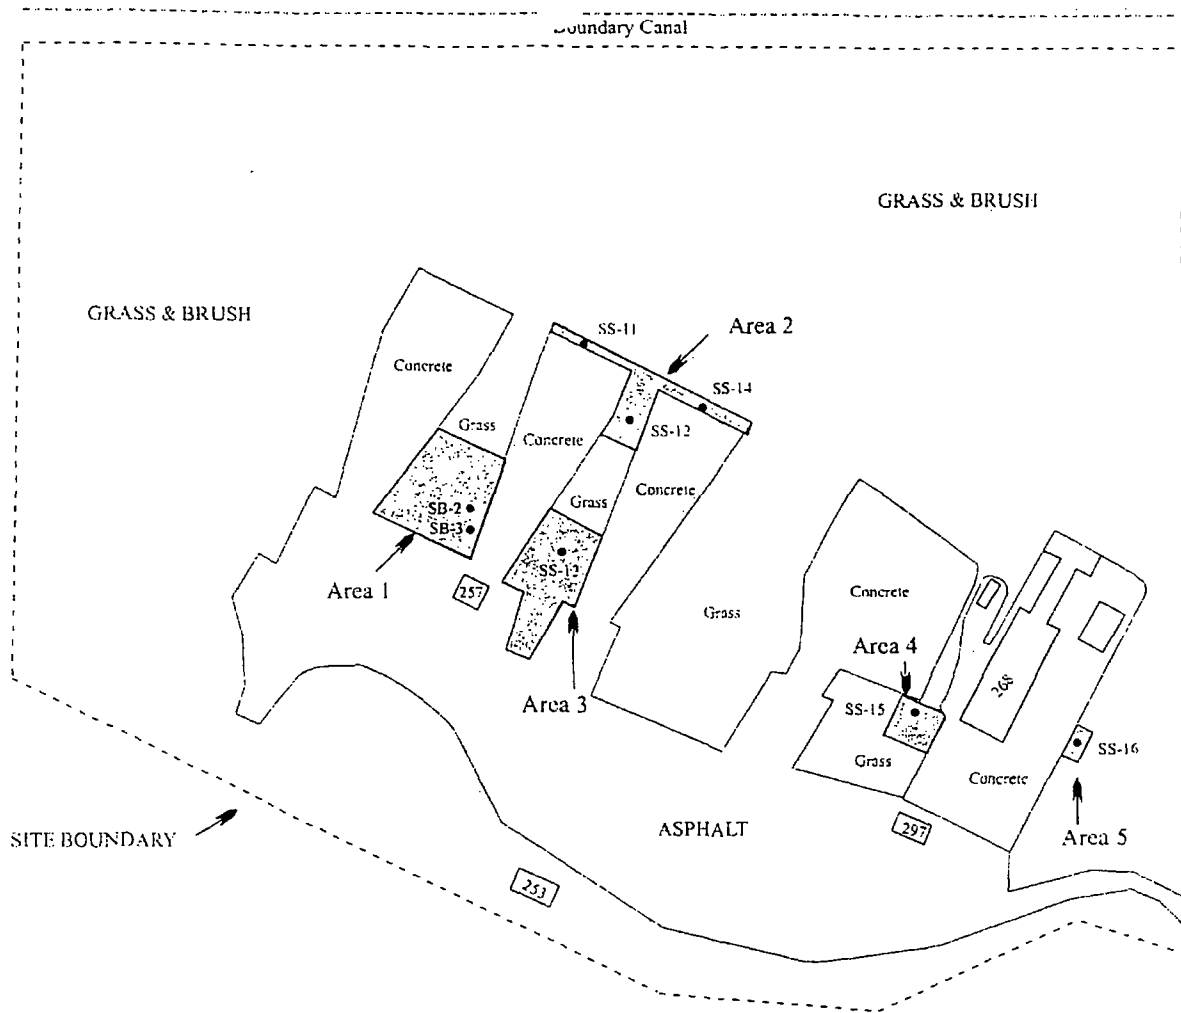 Boundary Canal
GRASS & BRUSH
GRASS & BRUSH
SS-11
Area 2
Concrete
SS-14
Grass
Concrete
SS-12
Concrete
Grass
SB-2
SB-3
SS-13
Area 1
257
Grass
Concrete
Area 4
268
Area 3
SS-15
SS-16
Grass
Concrete
ASPHALT
297
Area 5
SITE BOUNDARY
253